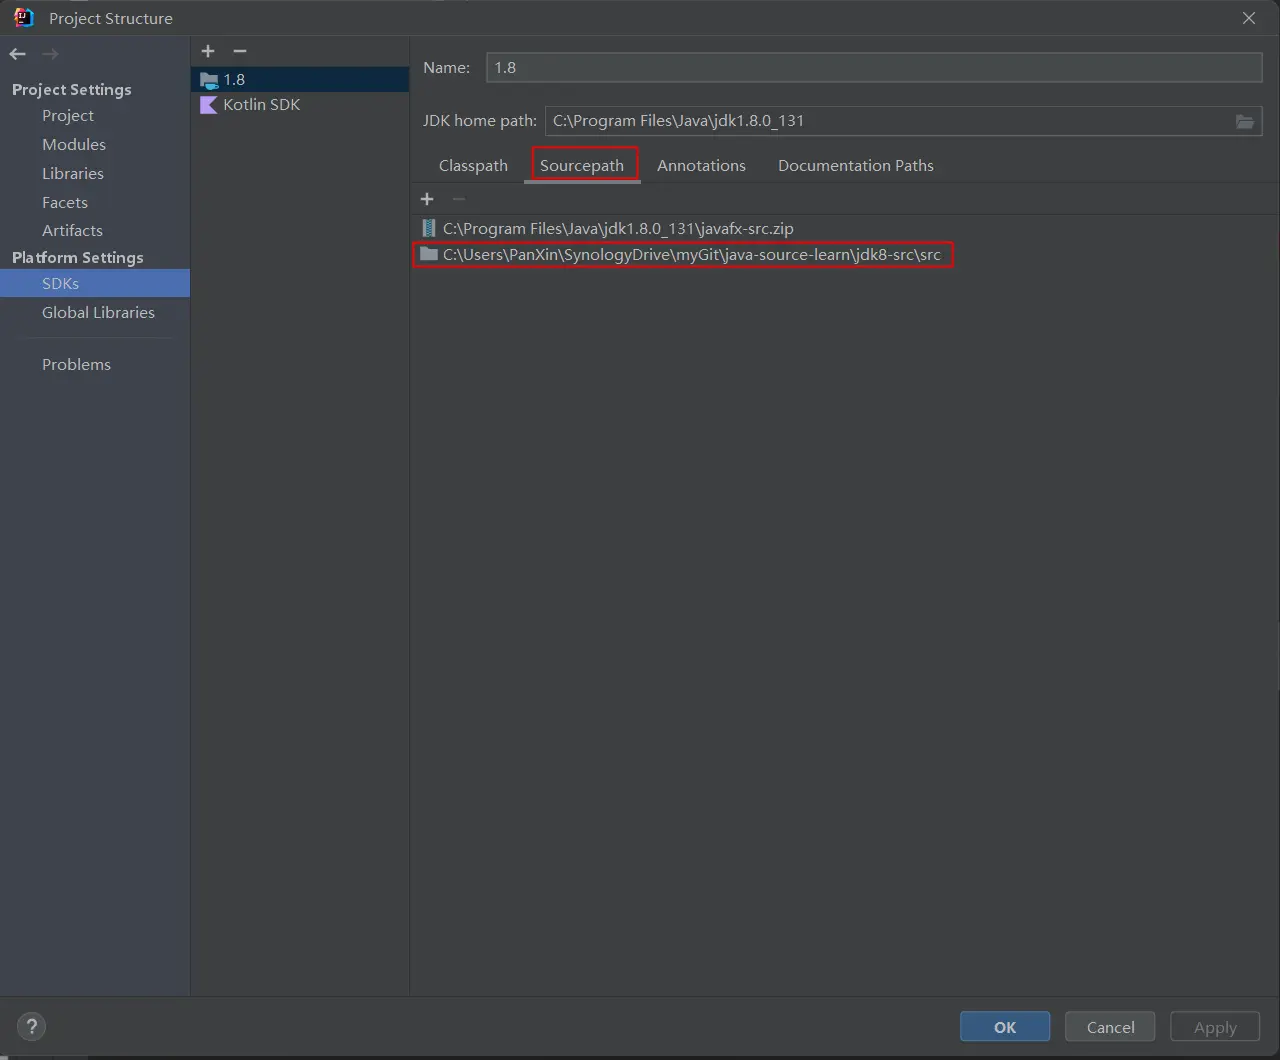 Project Structure
Project Settings
Project
Modules
Libraries
Facets
Artifacts
Platform Settings
SDKs
Global Libraries
Problems
1.8
Kotlin SDK
Name: 1.8
JDK home path: C:\Program Files\Java\jdk1.8.0_131
Classpath Sourcepath Annotations Documentation Paths
C:\Program Files\Java\jdk1.8.0_131\javafx-src.zip
C:\Users\PanXin\SynologyDrive\myGit\java-source-learn\jdk8-src\src
? OK Cancel Apply